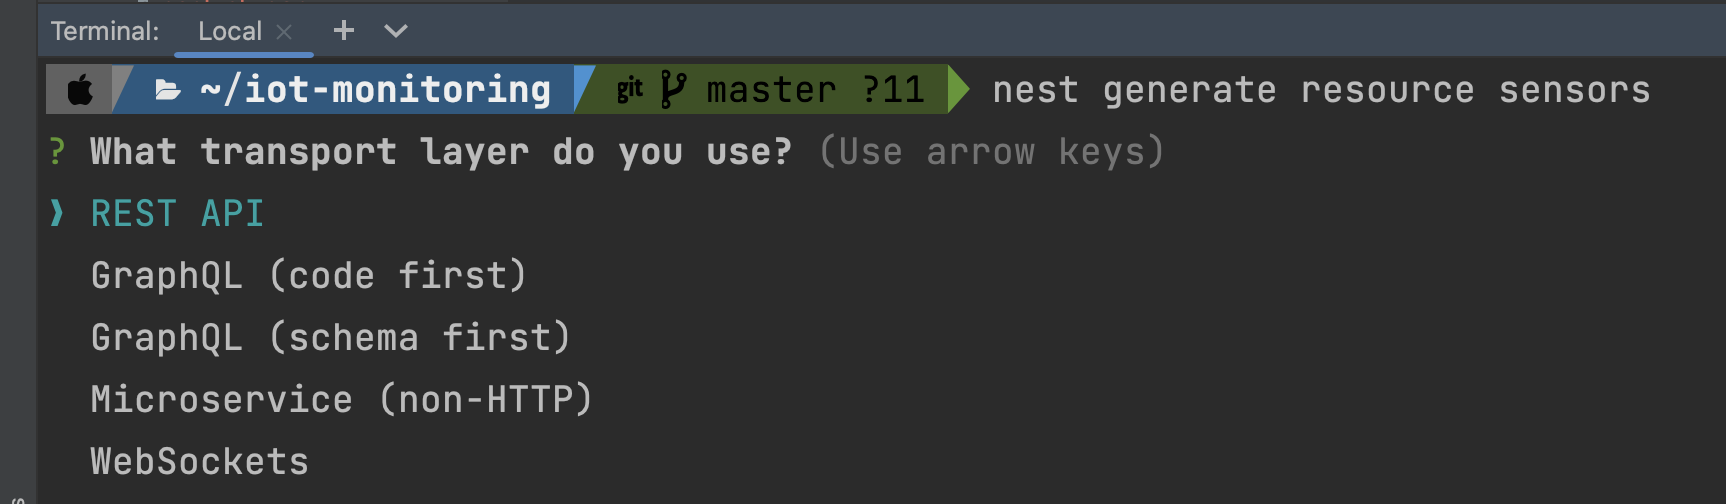 Terminal: Local
~/iot-monitoring git master ?11 nest generate resource sensors
? What transport layer do you use? (Use arrow keys)
❯ REST API
GraphQL (code first)
GraphQL (schema first)
Microservice (non-HTTP)
WebSockets